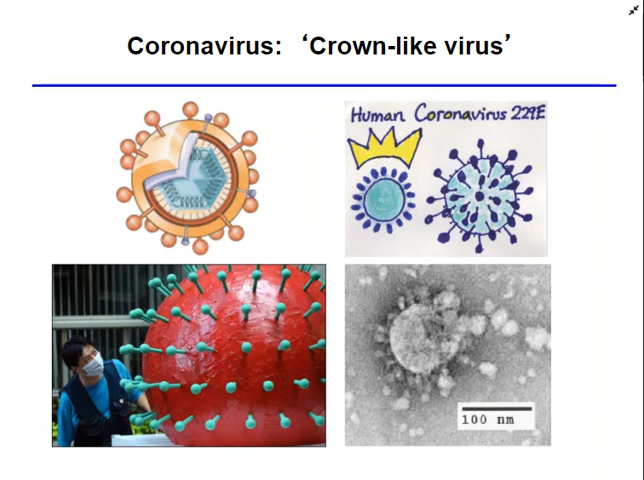 Coronavirus: ‘Crown-like virus’
Human Coronavirus 229E
100 nm